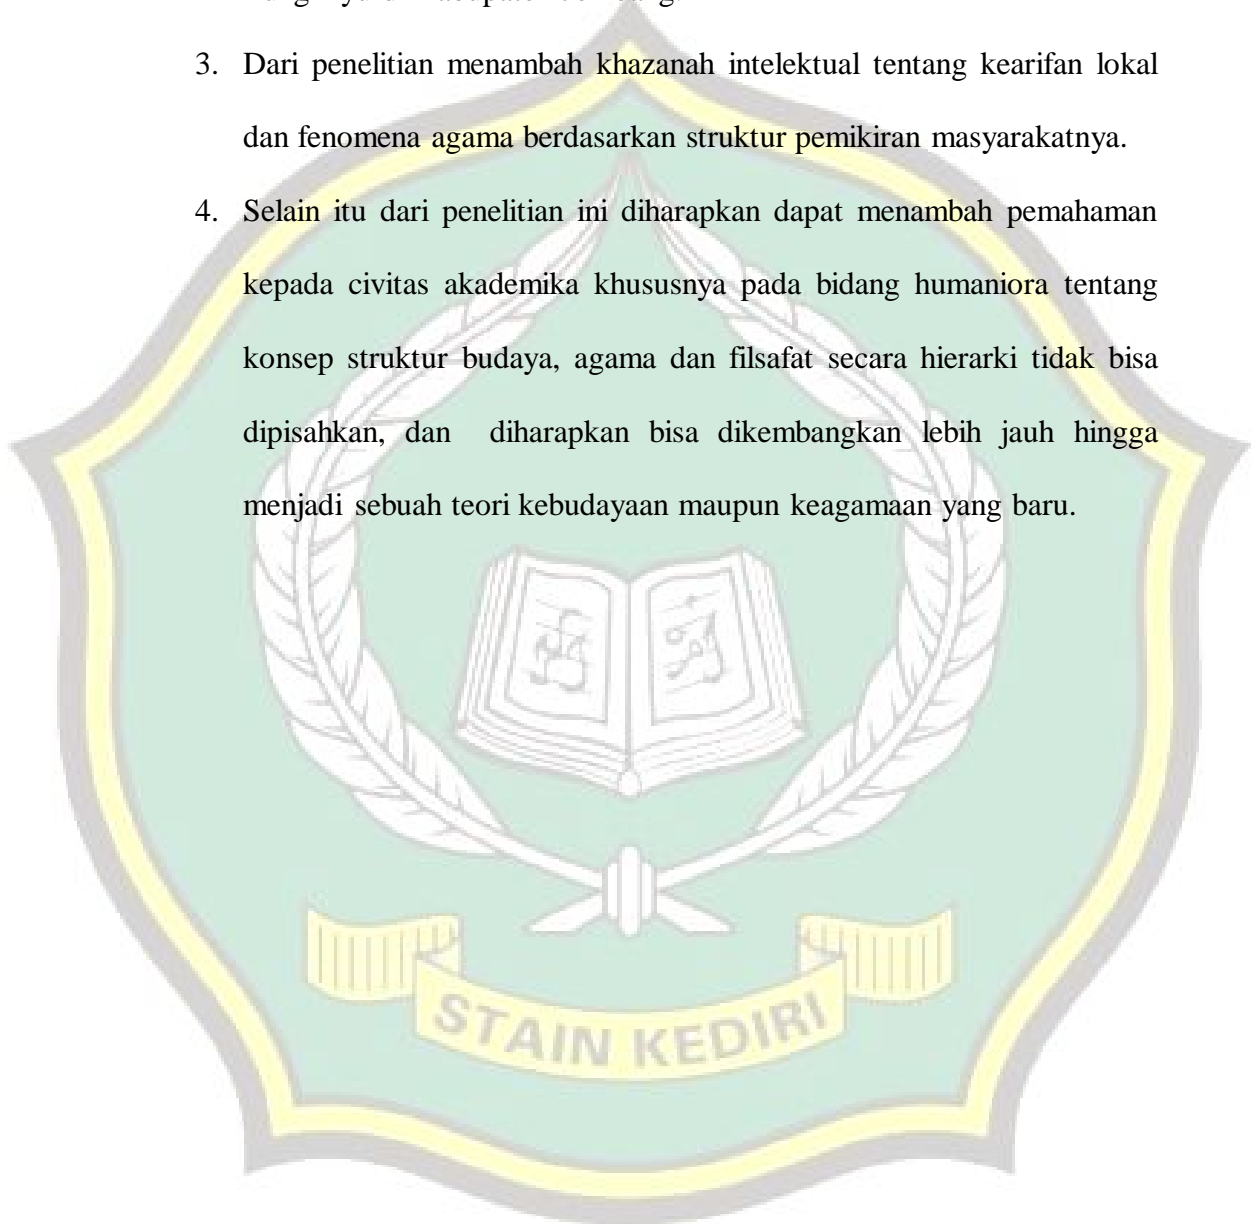 3. Dari penelitian menambah khazanah intelektual tentang kearifan lokal
dan fenomena agama berdasarkan struktur pemikiran masyarakatnya.
4. Selain itu dari penelitian ini diharapkan dapat menambah pemahaman
kepada civitas akademika khususnya pada bidang humaniora tentang
konsep struktur budaya, agama dan filsafat secara hierarki tidak bisa
dipisahkan, dan diharapkan bisa dikembangkan lebih jauh hingga
menjadi sebuah teori kebudayaan maupun keagamaan yang baru.
STAIN KEDIRI